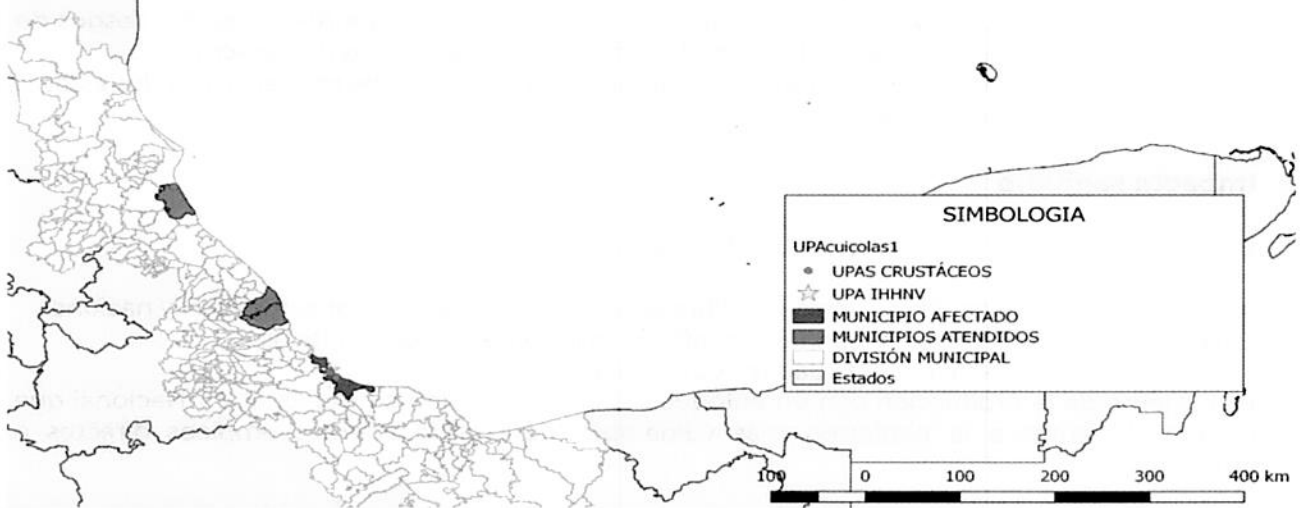 SIMBOLOGIA
UPAcuicolas1
UPAS CRUSTÁCEOS
UPA IHHNV
MUNICIPIO AFECTADO
MUNICIPIOS ATENDIDOS
DIVISIÓN MUNICIPAL
Estados
100 0 100 200 300 400 km